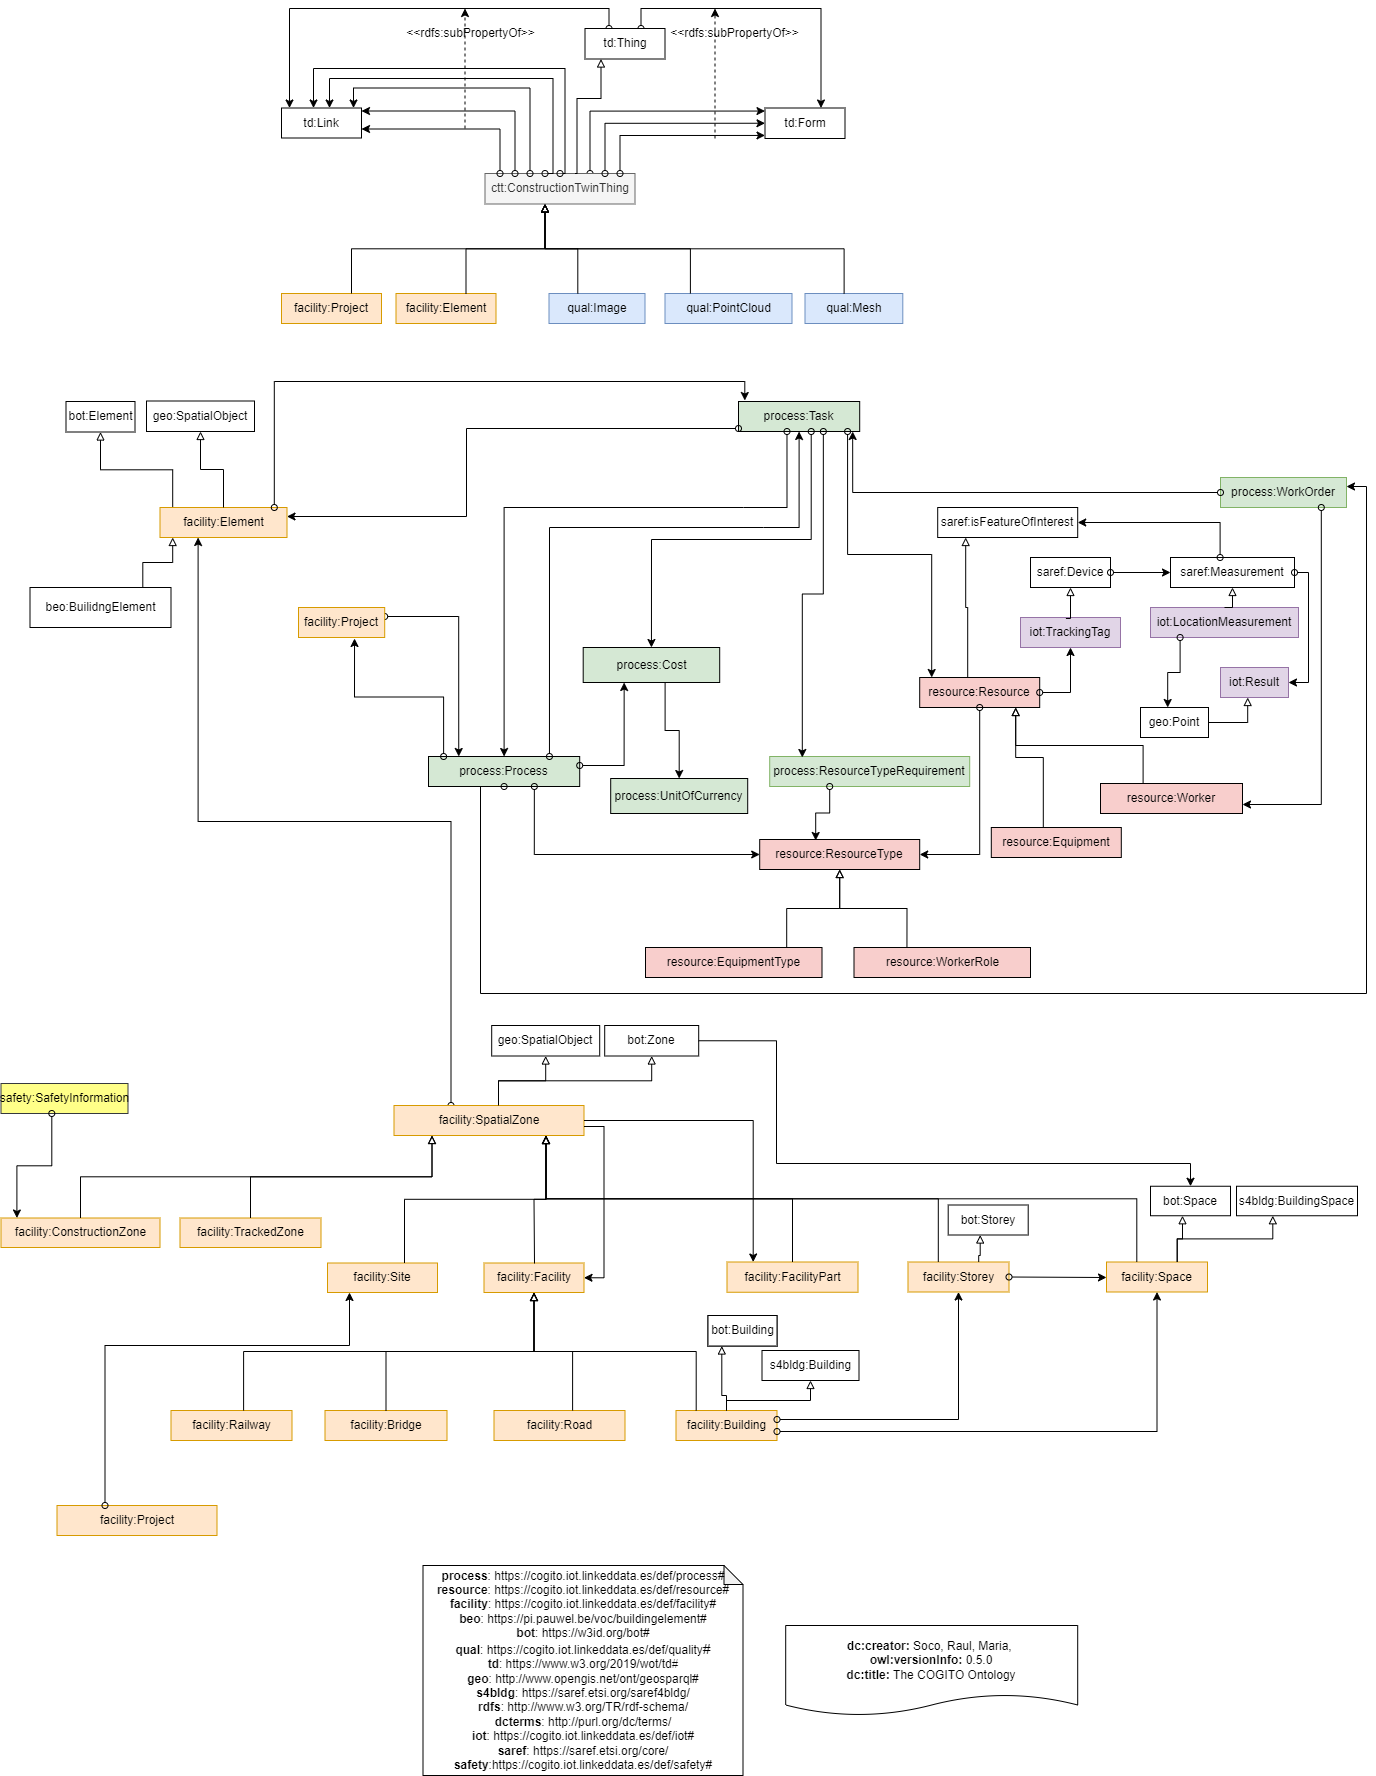 <<rdfs:subPropertyOf>>
<<rdfs:subPropertyOf>>
td:Thing
td:Link
td:Form
ctt:ConstructionTwinThing
facility:Project
facility:Element
qual:Image
qual:PointCloud
qual:Mesh
bot:Element
geo:SpatialObject
process:Task
process:WorkOrder
facility:Element
saref:isFeatureOfInterest
saref:Device
saref:Measurement
beo:BuilidngElement
facility:Project
iot:TrackingTag
iot:LocationMeasurement
process:Cost
resource:Resource
iot:Result
geo:Point
process:Process
process:ResourceTypeRequirement
process:UnitOfCurrency
resource:Worker
resource:Equipment
resource:ResourceType
resource:EquipmentType
resource:WorkerRole
geo:SpatialObject
bot:Zone
safety:SafetyInformation
facility:SpatialZone
bot:Space
s4bldg:BuildingSpace
facility:ConstructionZone
facility:TrackedZone
bot:Storey
facility:Site
facility:Facility
facility:FacilityPart
facility:Storey
facility:Space
bot:Building
s4bldg:Building
facility:Railway
facility:Bridge
facility:Road
facility:Building
facility:Project
process: https://cogito.iot.linkeddata.es/def/process#
resource: https://cogito.iot.linkeddata.es/def/resource#
facility: https://cogito.iot.linkeddata.es/def/facility#
beo: https://pi.pauwel.be/voc/buildingelement#
bot: https://w3id.org/bot#
qual: https://cogito.iot.linkeddata.es/def/quality#
td: https://www.w3.org/2019/wot/td#
geo: http://www.opengis.net/ont/geosparql#
s4bldg: https://saref.etsi.org/saref4bldg/
rdfs: http://www.w3.org/TR/rdf-schema/
dcterms: http://purl.org/dc/terms/
iot: https://cogito.iot.linkeddata.es/def/iot#
saref: https://saref.etsi.org/core/
safety:https://cogito.iot.linkeddata.es/def/safety#
dc:creator: Soco, Raul, Maria,
owl:versionInfo: 0.5.0
dc:title: The COGITO Ontology